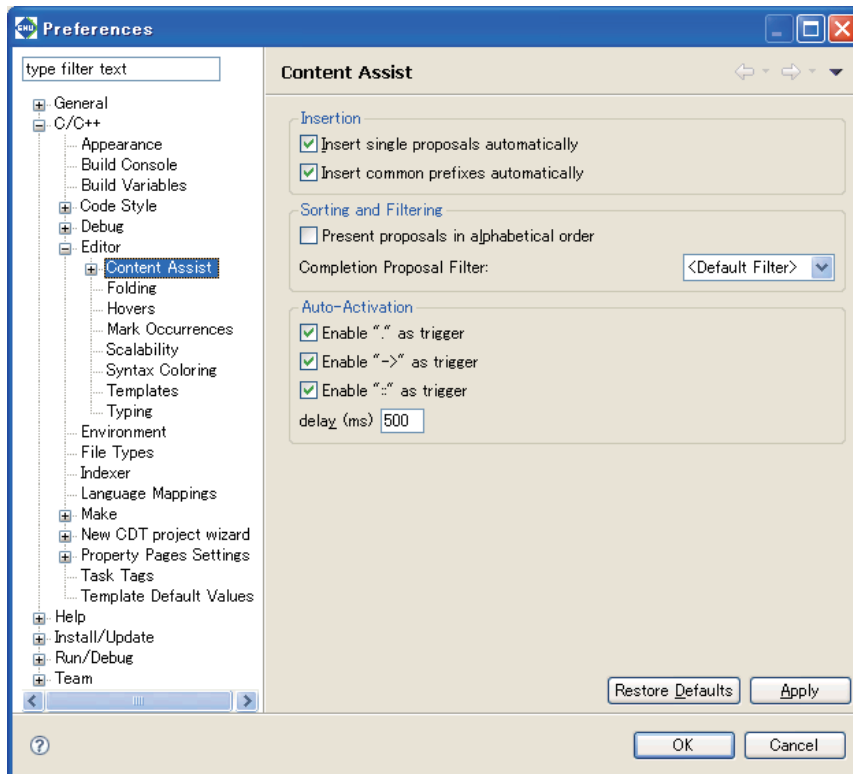 GNU Preferences
type filter text
General
C/C++
Appearance
Build Console
Build Variables
Code Style
Debug
Editor
Content Assist
Folding
Hovers
Mark Occurrences
Scalability
Syntax Coloring
Templates
Typing
Environment
File Types
Indexer
Language Mappings
Make
New CDT project wizard
Property Pages Settings
Task Tags
Template Default Values
Help
Install/Update
Run/Debug
Team
Content Assist
Insertion
Insert single proposals automatically
Insert common prefixes automatically
Sorting and Filtering
Present proposals in alphabetical order
Completion Proposal Filter: <Default Filter>
Auto-Activation
Enable "." as trigger
Enable "->" as trigger
Enable "::" as trigger
delay (ms) 500
Restore Defaults Apply
? OK Cancel